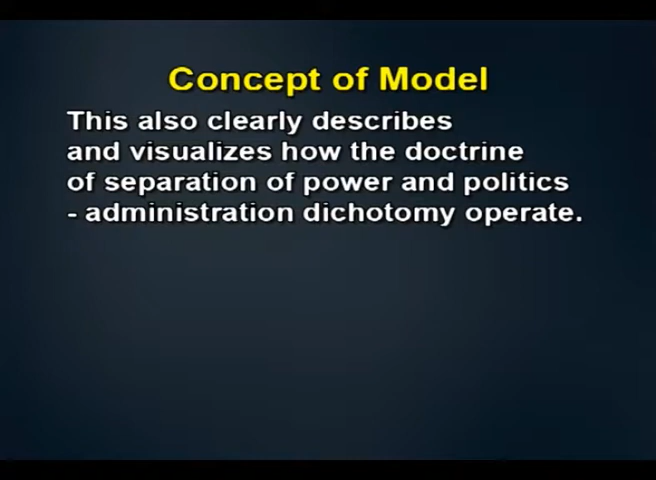 Concept of Model
This also clearly describes
and visualizes how the doctrine
of separation of power and politics
- administration dichotomy operate.